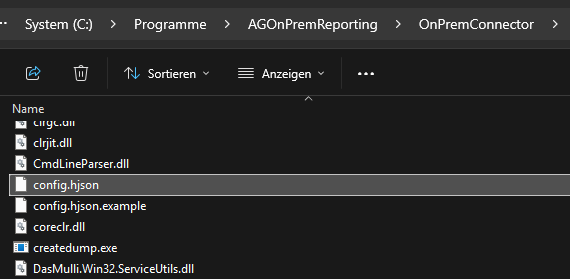 System (C:) > Programme > AGOnPremReporting > OnPremConnector >
Sortieren Anzeigen
Name
clrgc.dll
clrjit.dll
CmdLineParser.dll
config.hjson
config.hjson.example
coreclr.dll
createdump.exe
DasMulli.Win32.ServiceUtils.dll